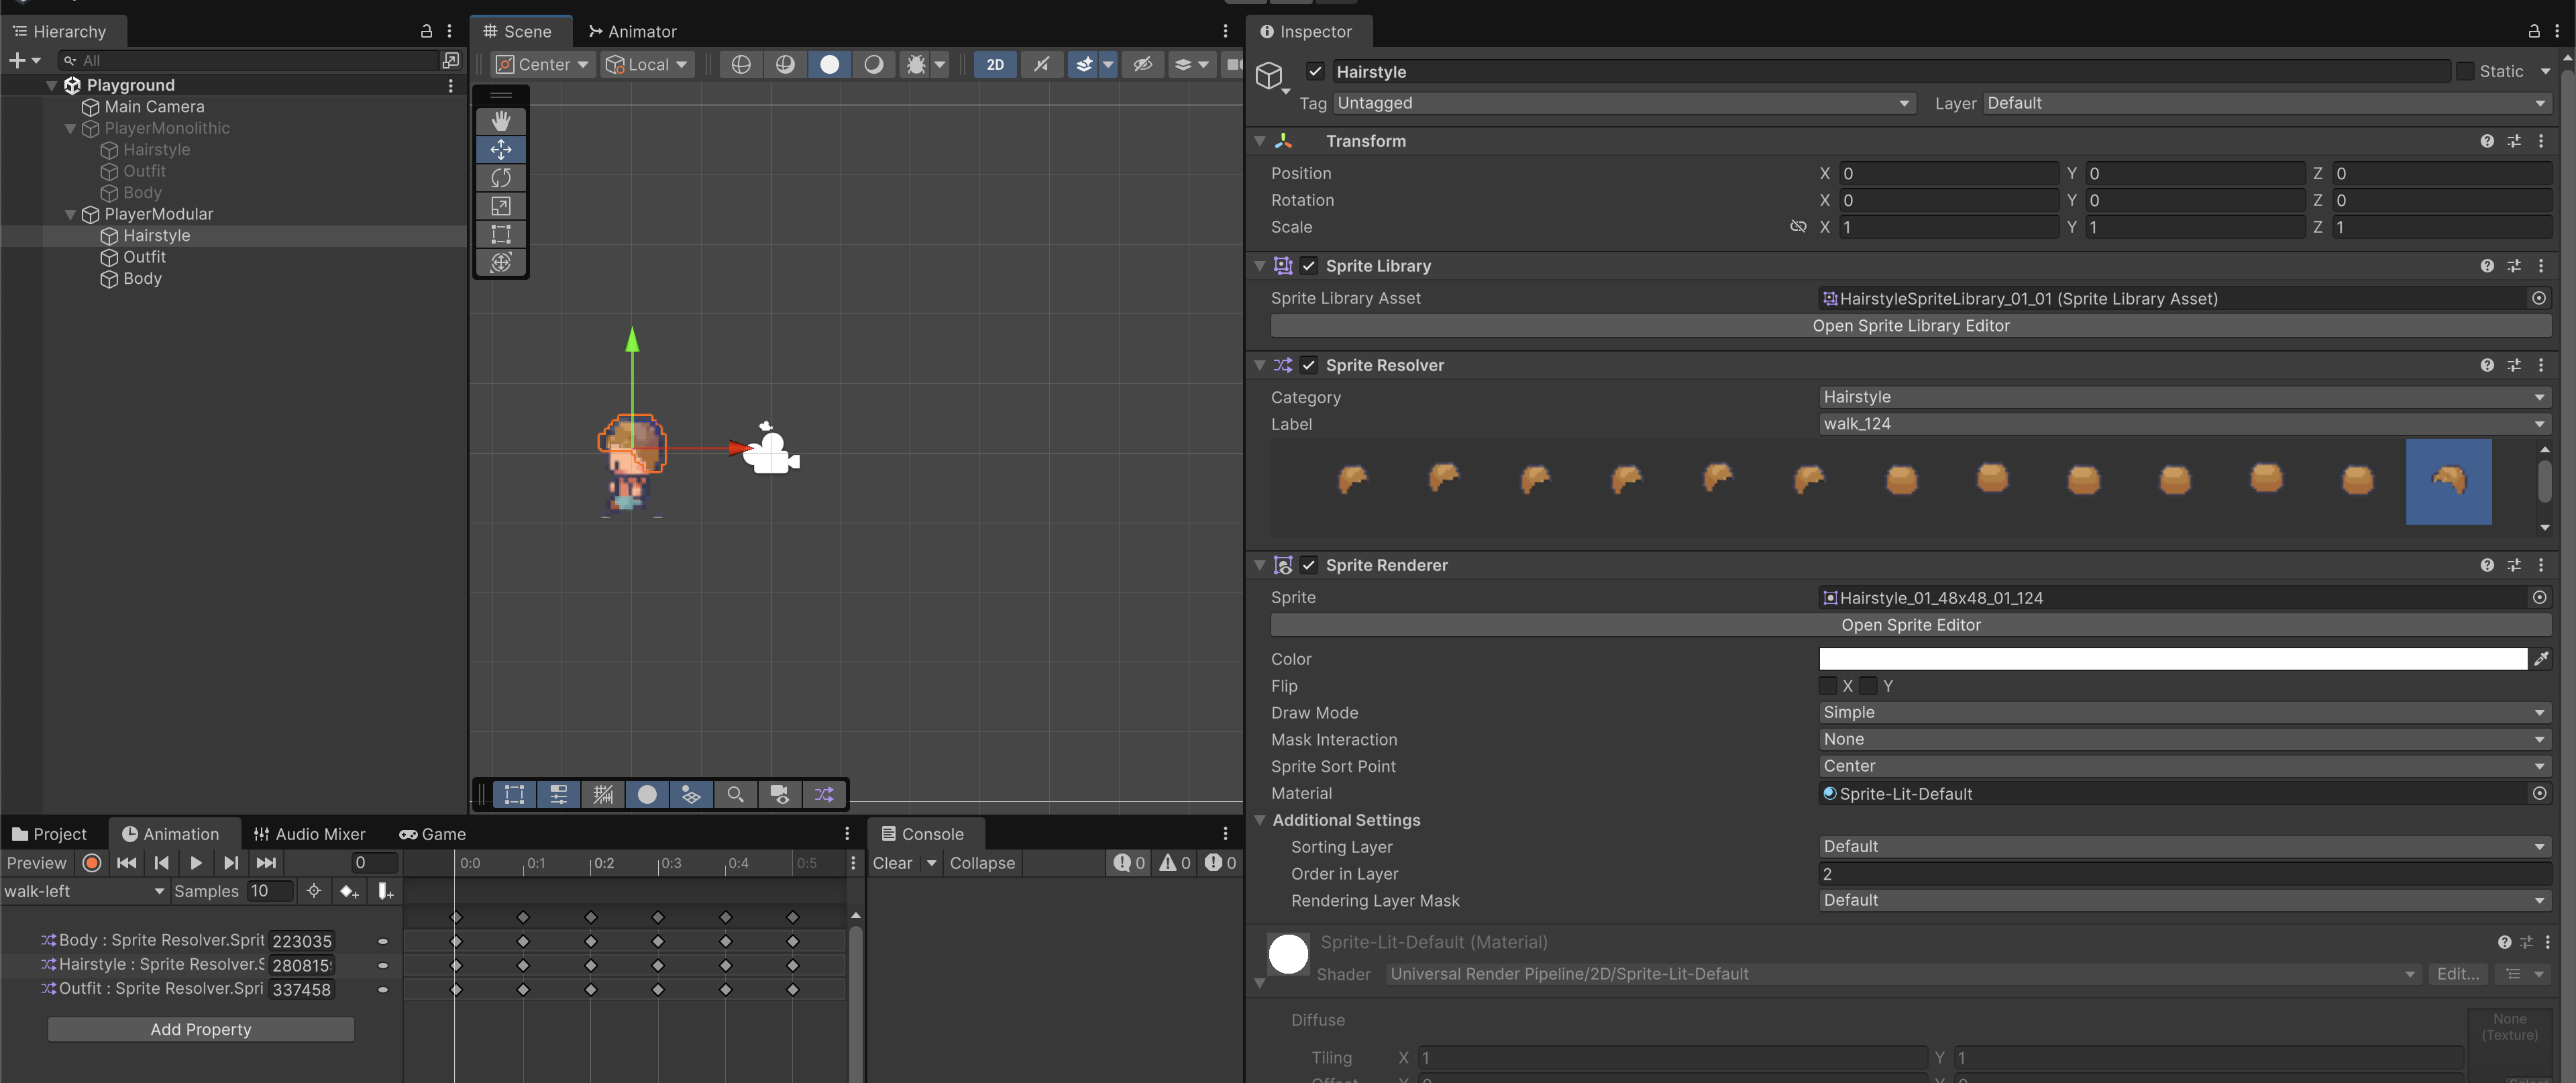 Hierarchy
All
Playground
Main Camera
PlayerMonolithic
Hairstyle
Outfit
Body
PlayerModular
Hairstyle
Outfit
Body
Scene
Animator
Center
Local
2D
Inspector
Hairstyle
Static
Tag
Untagged
Layer
Default
Transform
Position X 0 Y 0 Z 0
Rotation X 0 Y 0 Z 0
Scale X 1 Y 1 Z 1
Sprite Library
Sprite Library Asset
HairstyleSpriteLibrary_01_01 (Sprite Library Asset)
Open Sprite Library Editor
Sprite Resolver
Category
Hairstyle
Label
walk_124
Sprite Renderer
Sprite
Hairstyle_01_48x48_01_124
Open Sprite Editor
Color
Flip X Y
Draw Mode
Simple
Mask Interaction
None
Sprite Sort Point
Center
Material
Sprite-Lit-Default
Additional Settings
Sorting Layer
Default
Order in Layer
2
Rendering Layer Mask
Default
Sprite-Lit-Default (Material)
Shader
Universal Render Pipeline/2D/Sprite-Lit-Default
Edit...
Diffuse
None
(Texture)
Tiling X 1 Y 1
Project
Animation
Audio Mixer
Game
Preview
0
0:0 0:1 0:2 0:3 0:4 0:5
walk-left
Samples 10
Body : Sprite Resolver.Sprit 223035
Hairstyle : Sprite Resolver.S
Outfit : Sprite Resolver.Spri 337458
Add Property
Console
Clear
Collapse
0 0 0